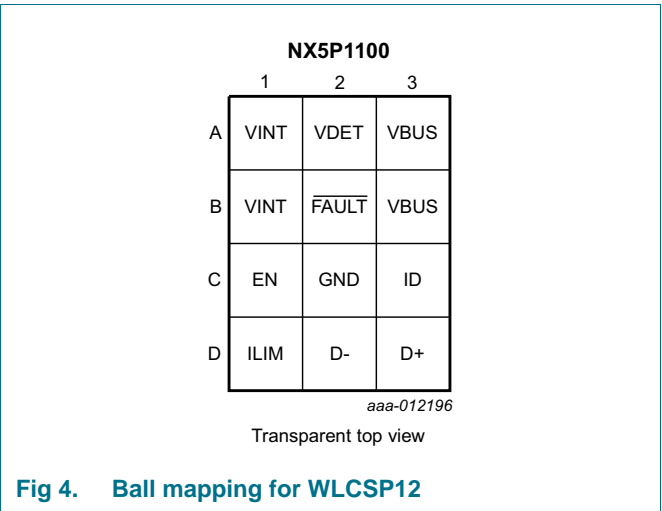 NX5P1100
1 2 3
A VINT VDET VBUS
B VINT FAULT VBUS
C EN GND ID
D ILIM D- D+
aaa-012196
Transparent top view
Fig 4. Ball mapping for WLCSP12